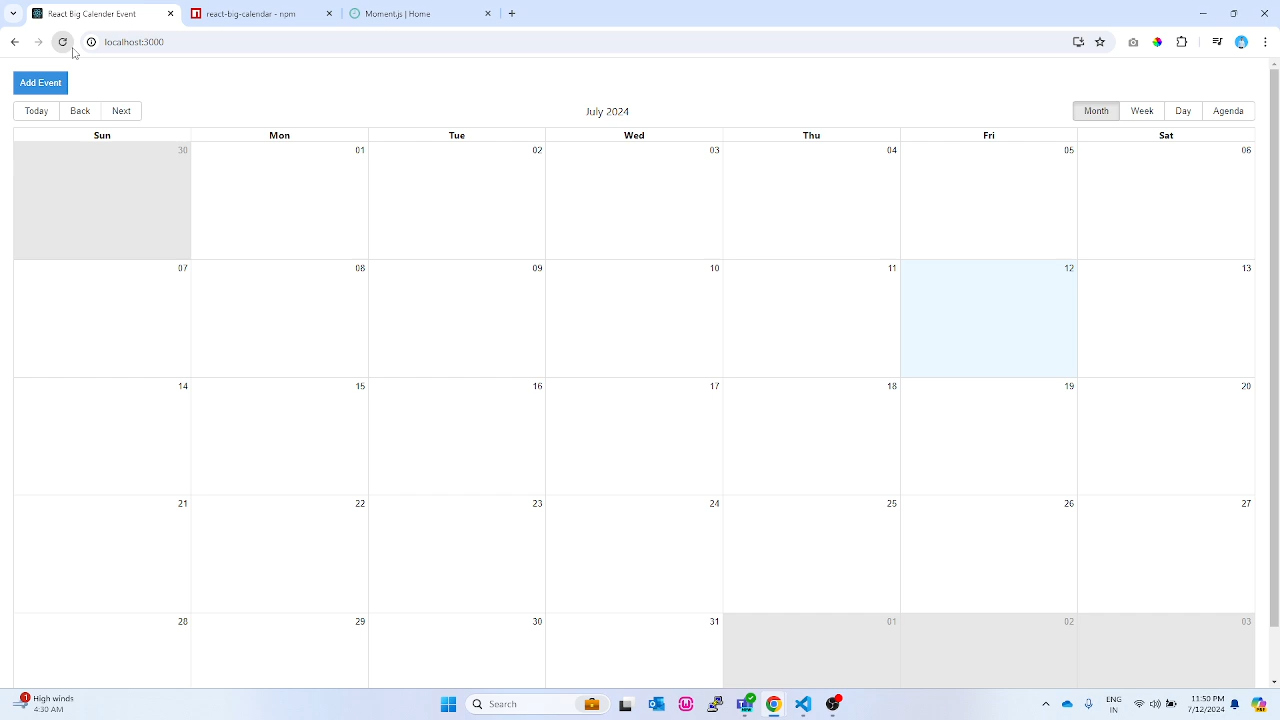 React Big Calender Event
react-big-calendar - npm
Moment.js | Home
localhost:3000
Add Event
Today Back Next
July 2024
Month Week Day Agenda
Sun Mon Tue Wed Thu Fri Sat
30 01 02 03 04 05 06
07 08 09 10 11 12 13
14 15 16 17 18 19 20
21 22 23 24 25 26 27
28 29 30 31 01 02 03
1
High winds
4:30 AM
Search
ENG
IN
11:50 PM
7/12/2024